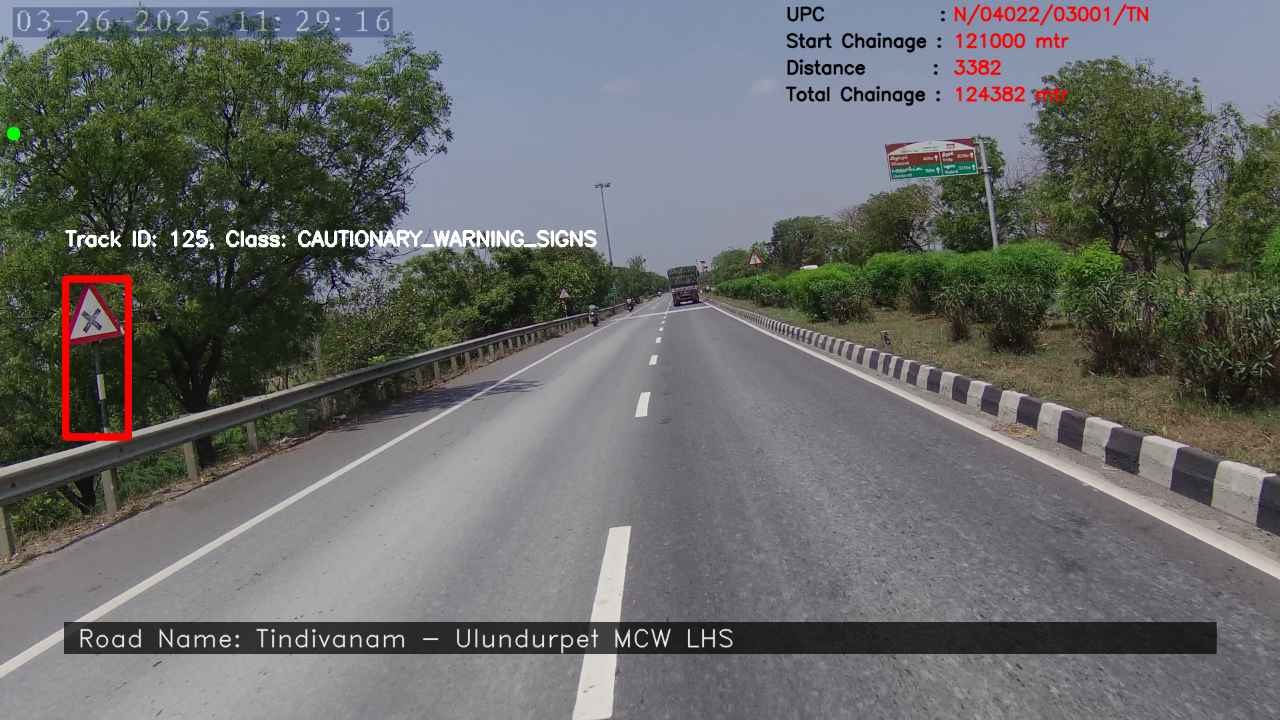 03-26-2025 11:29:16
UPC : N/04022/03001/TN
Start Chainage : 121000 mtr
Distance : 3382
Total Chainage : 124382 mtr
Track ID: 125, Class: CAUTIONARY_WARNING_SIGNS
Road Name: Tindivanam - Ulundurpet MCW LHS